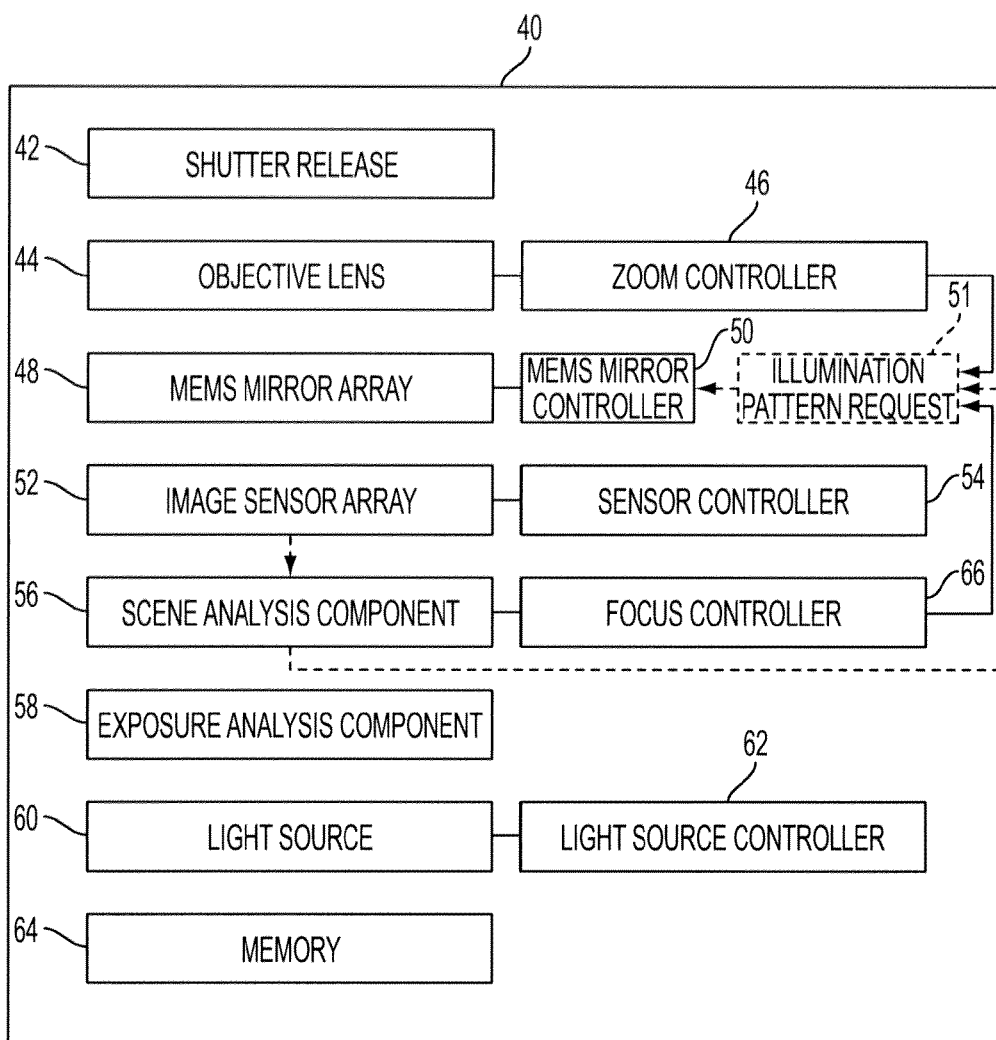 40
42
SHUTTER RELEASE
46
44
OBJECTIVE LENS
ZOOM CONTROLLER
51
50
48
MEMS MIRROR ARRAY
MEMS MIRROR
CONTROLLER
ILLUMINATION
PATTERN REQUEST
52
IMAGE SENSOR ARRAY
SENSOR CONTROLLER
54
56
SCENE ANALYSIS COMPONENT
FOCUS CONTROLLER
66
58
EXPOSURE ANALYSIS COMPONENT
62
60
LIGHT SOURCE
LIGHT SOURCE CONTROLLER
64
MEMORY